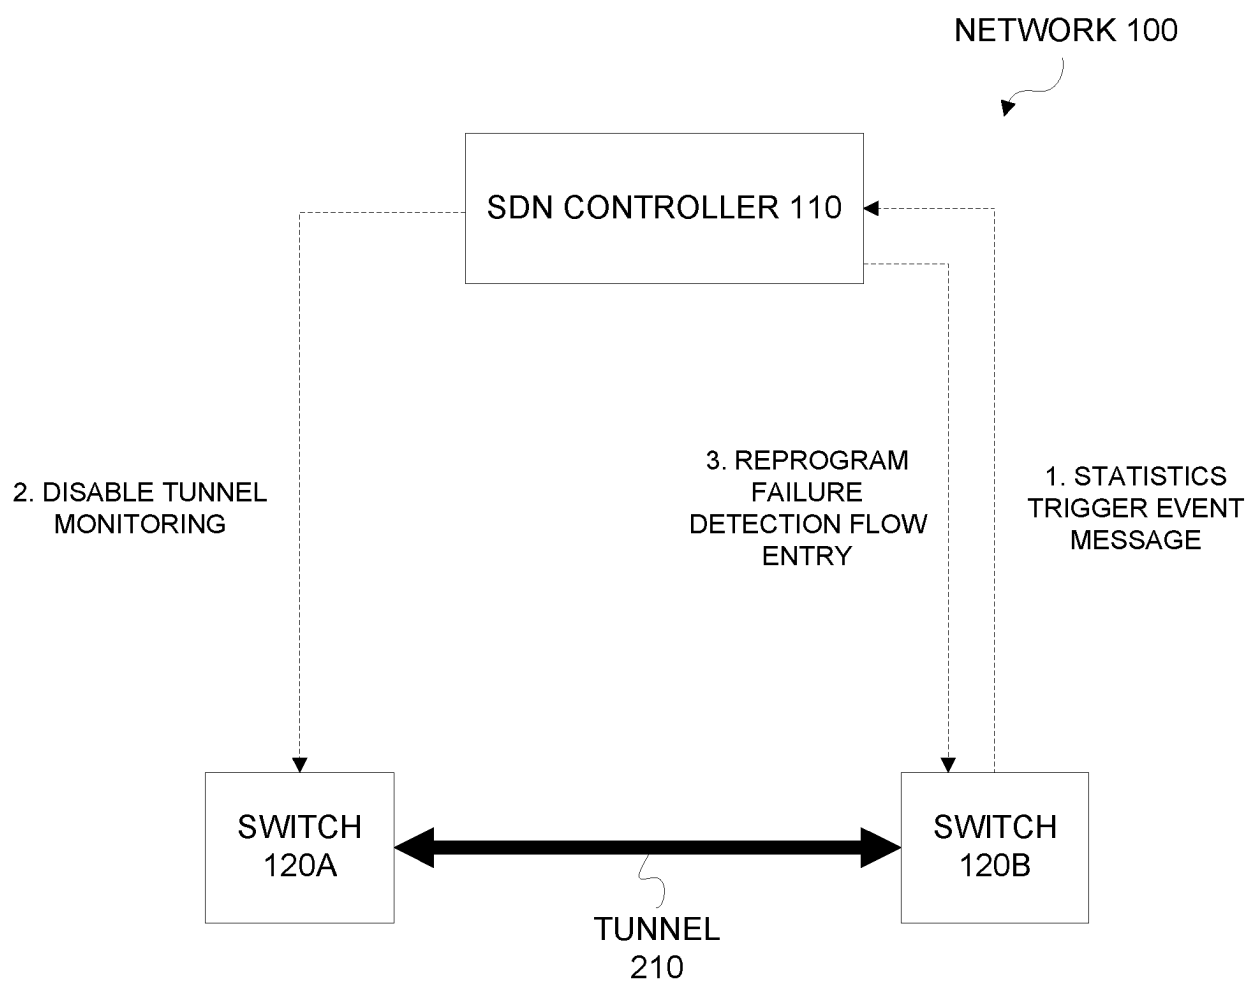 NETWORK 100
SDN CONTROLLER 110
2. DISABLE TUNNEL
MONITORING
3. REPROGRAM
FAILURE
DETECTION FLOW
ENTRY
1. STATISTICS
TRIGGER EVENT
MESSAGE
SWITCH
120A
SWITCH
120B
TUNNEL
210